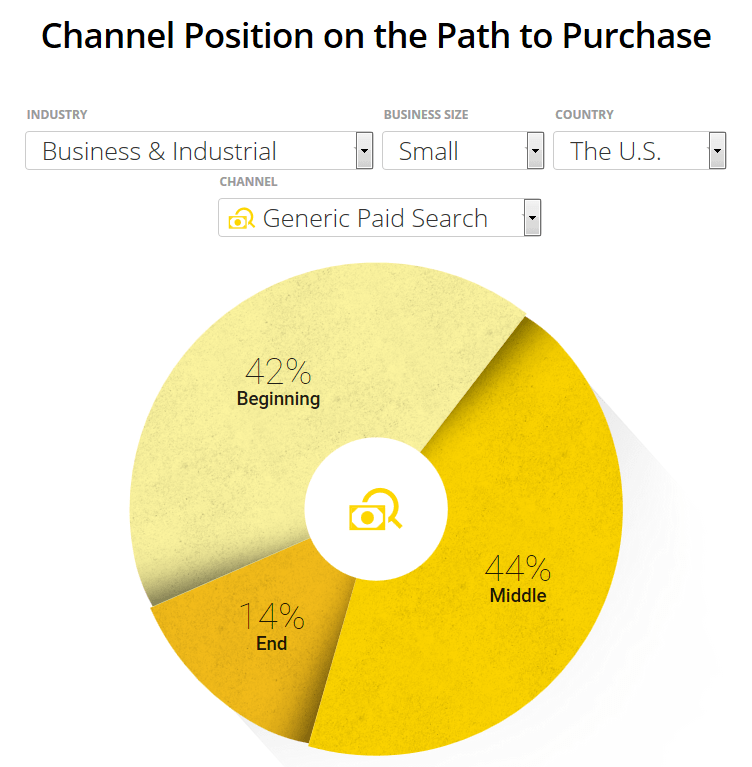 Channel Position on the Path to Purchase
INDUSTRY
BUSINESS SIZE
COUNTRY
Business & Industrial
Small
The U.S.
CHANNEL
Generic Paid Search
42%
Beginning
44%
Middle
14%
End